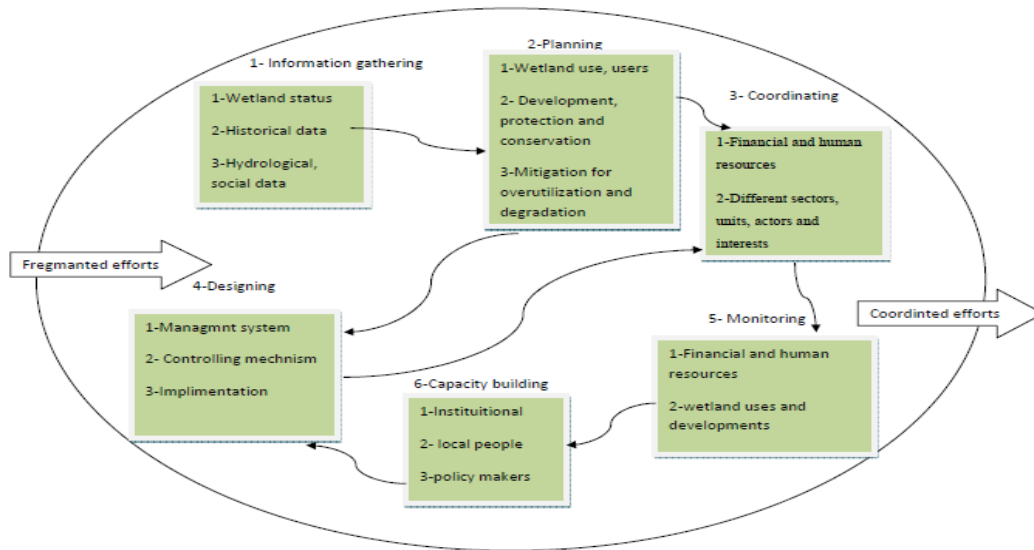 1- Information gathering
1-Wetland status
2-Historical data
3-Hydrological,
social data
2-Planning
1-Wetland use, users
2- Development,
protection and
conservation
3-Mitigation for
overutilization and
degradation
3- Coordinating
1-Financial and human
resources
2-Different sectors,
units, actors and
interests
Fregmanted efforts
4-Designing
1-Managmnt system
2- Controlling mechnism
3-Implimentation
5- Monitoring
1-Financial and human
resources
2-wetland uses and
developments
Coordinted efforts
6-Capacity building
1-Instituitional
2- local people
3-policy makers